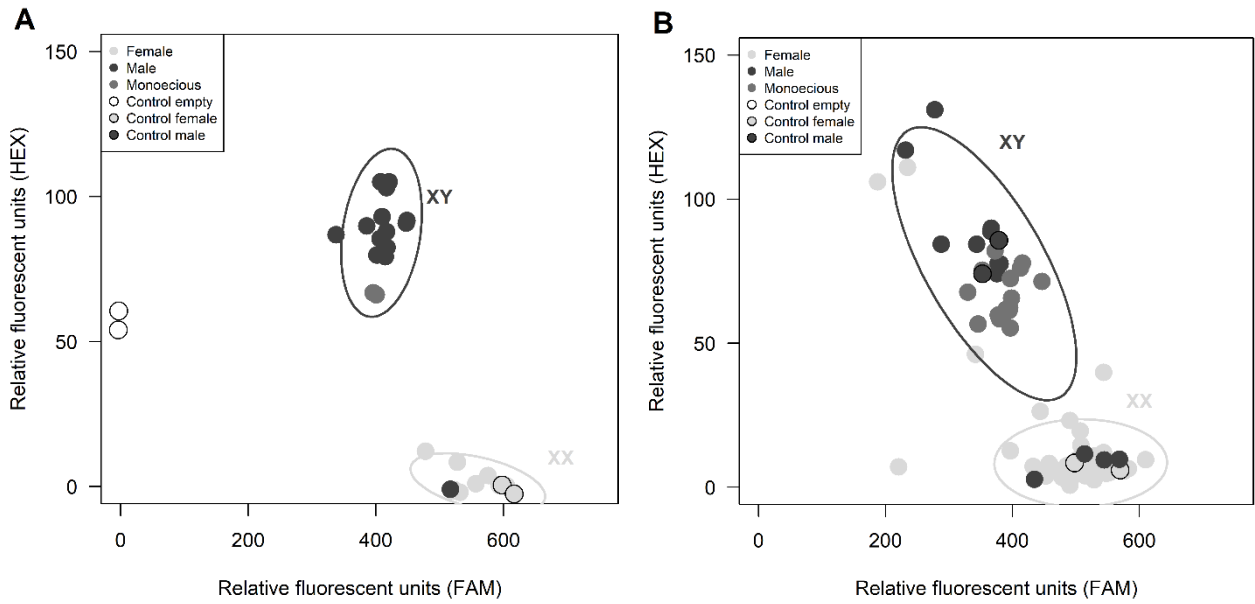 A
Relative fluorescent units (HEX)
150
100
50
0
Female
Male
Monoecious
Control empty
Control female
Control male
XY
XX
0
200
400
600
Relative fluorescent units (FAM)
B
Relative fluorescent units (HEX)
150
100
50
0
Female
Male
Monoecious
Control empty
Control female
Control male
XY
XX
0
200
400
600
Relative fluorescent units (FAM)